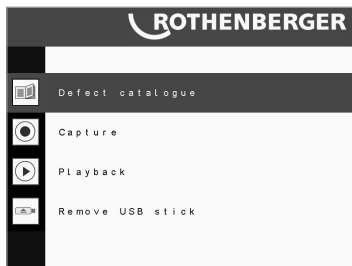 ROTHENBERGER
Defect catalogue
Capture
Playback
Remove USB stick